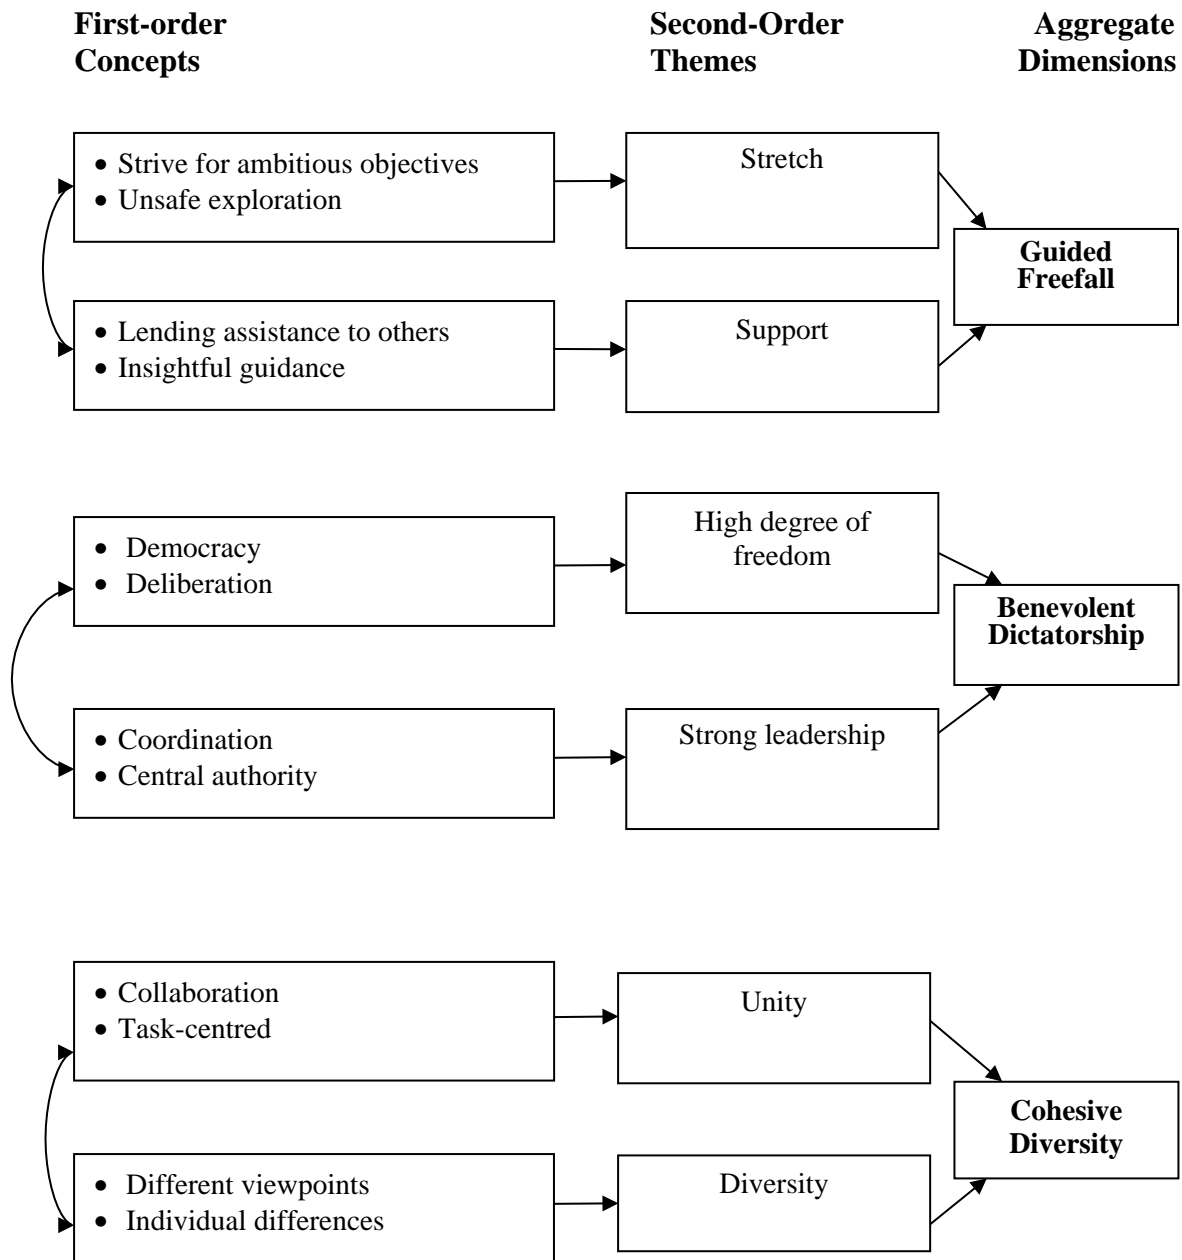 First-order
Concepts
Second-Order
Themes
Aggregate
Dimensions
• Strive for ambitious objectives
• Unsafe exploration
Stretch
Guided
Freefall
• Lending assistance to others
• Insightful guidance
Support
• Democracy
• Deliberation
High degree of
freedom
Benevolent
Dictatorship
• Coordination
• Central authority
Strong leadership
• Collaboration
• Task-centred
Unity
Cohesive
Diversity
• Different viewpoints
• Individual differences
Diversity